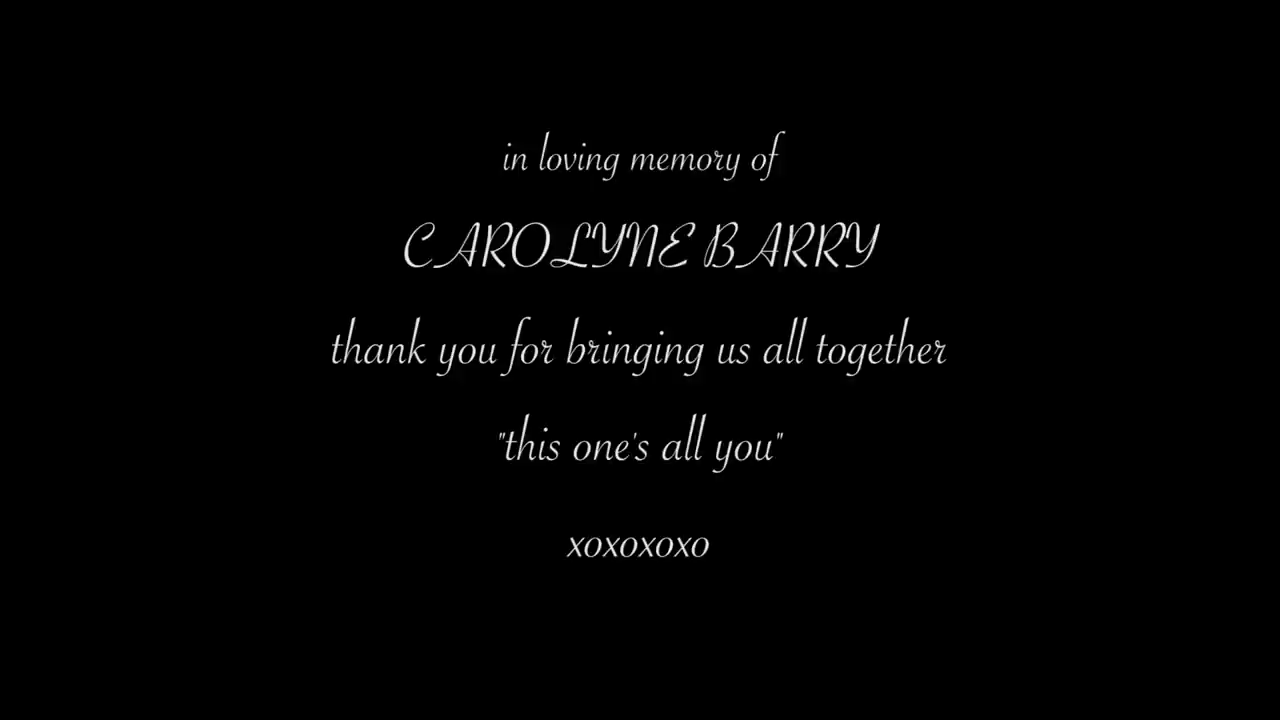 in loving memory of
CAROLYNE BARRY
thank you for bringing us all together
"this one's all you"
xoxoxoxo